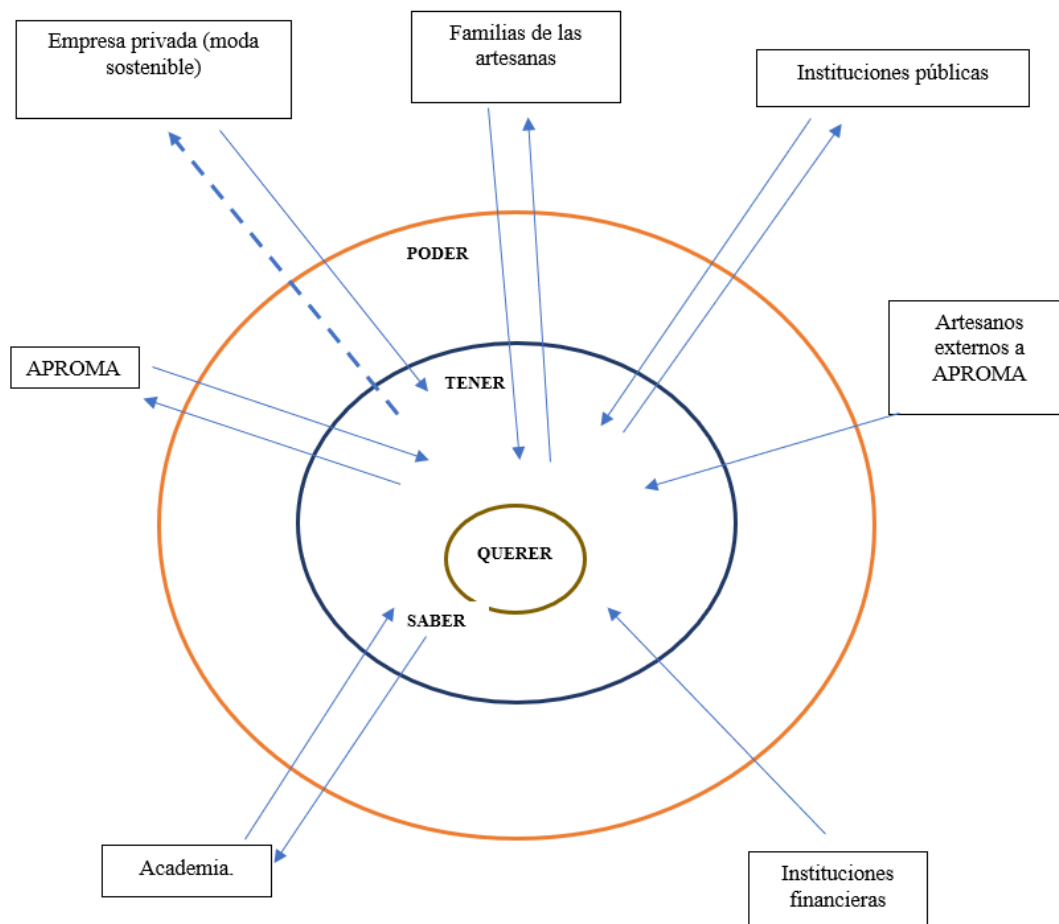 Empresa privada (moda
sostenible)
Familias de las
artesanas
Instituciones públicas
PODER
APROMA
TENER
Artesanos
externos a
APROMA
QUERER
SABER
Academia.
Instituciones
financieras